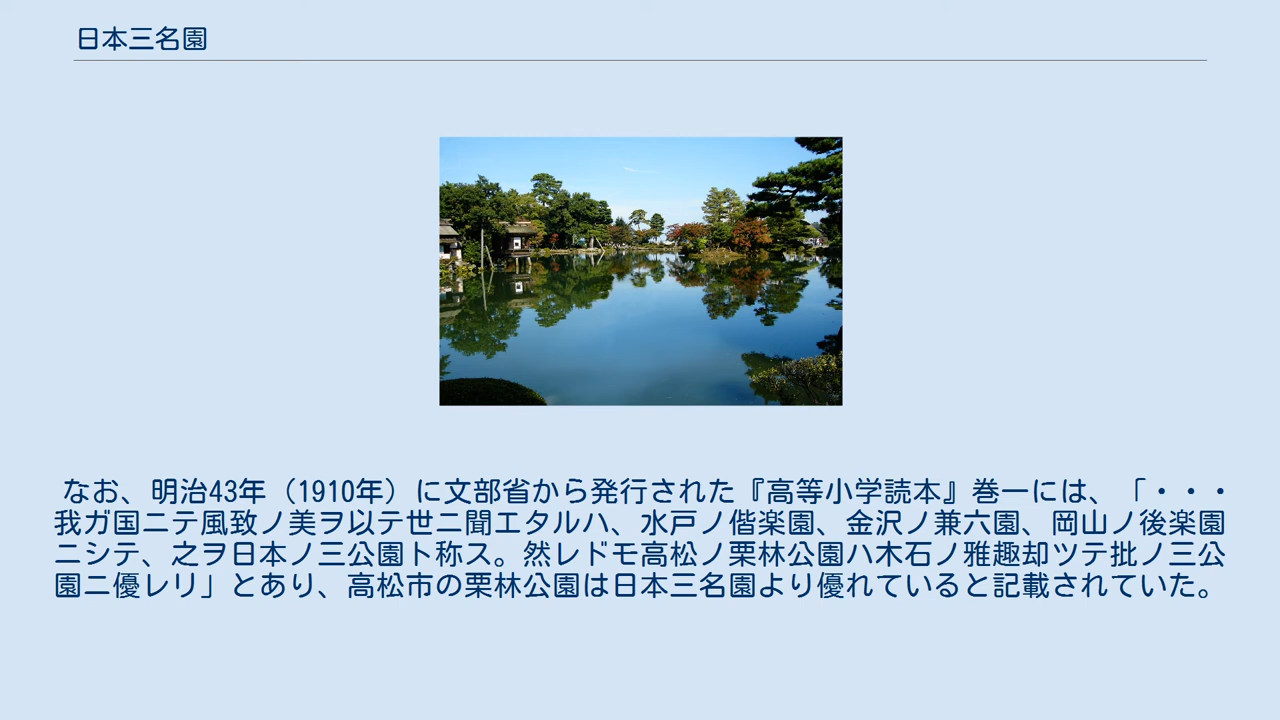 日本三名園
なお、明治43年（1910年）に文部省から発行された『高等小学読本』巻一には、「・・・
我ガ国ニテ風致ノ美ヲ以テ世ニ聞エタルハ、水戸ノ偕楽園、金沢ノ兼六園、岡山ノ後楽園
ニシテ、之ヲ日本ノ三公園ト称ス。然レドモ高松ノ栗林公園ハ木石ノ雅趣却ツテ批ノ三公
園ニ優レリ」とあり、高松市の栗林公園は日本三名園より優れていると記載されていた。